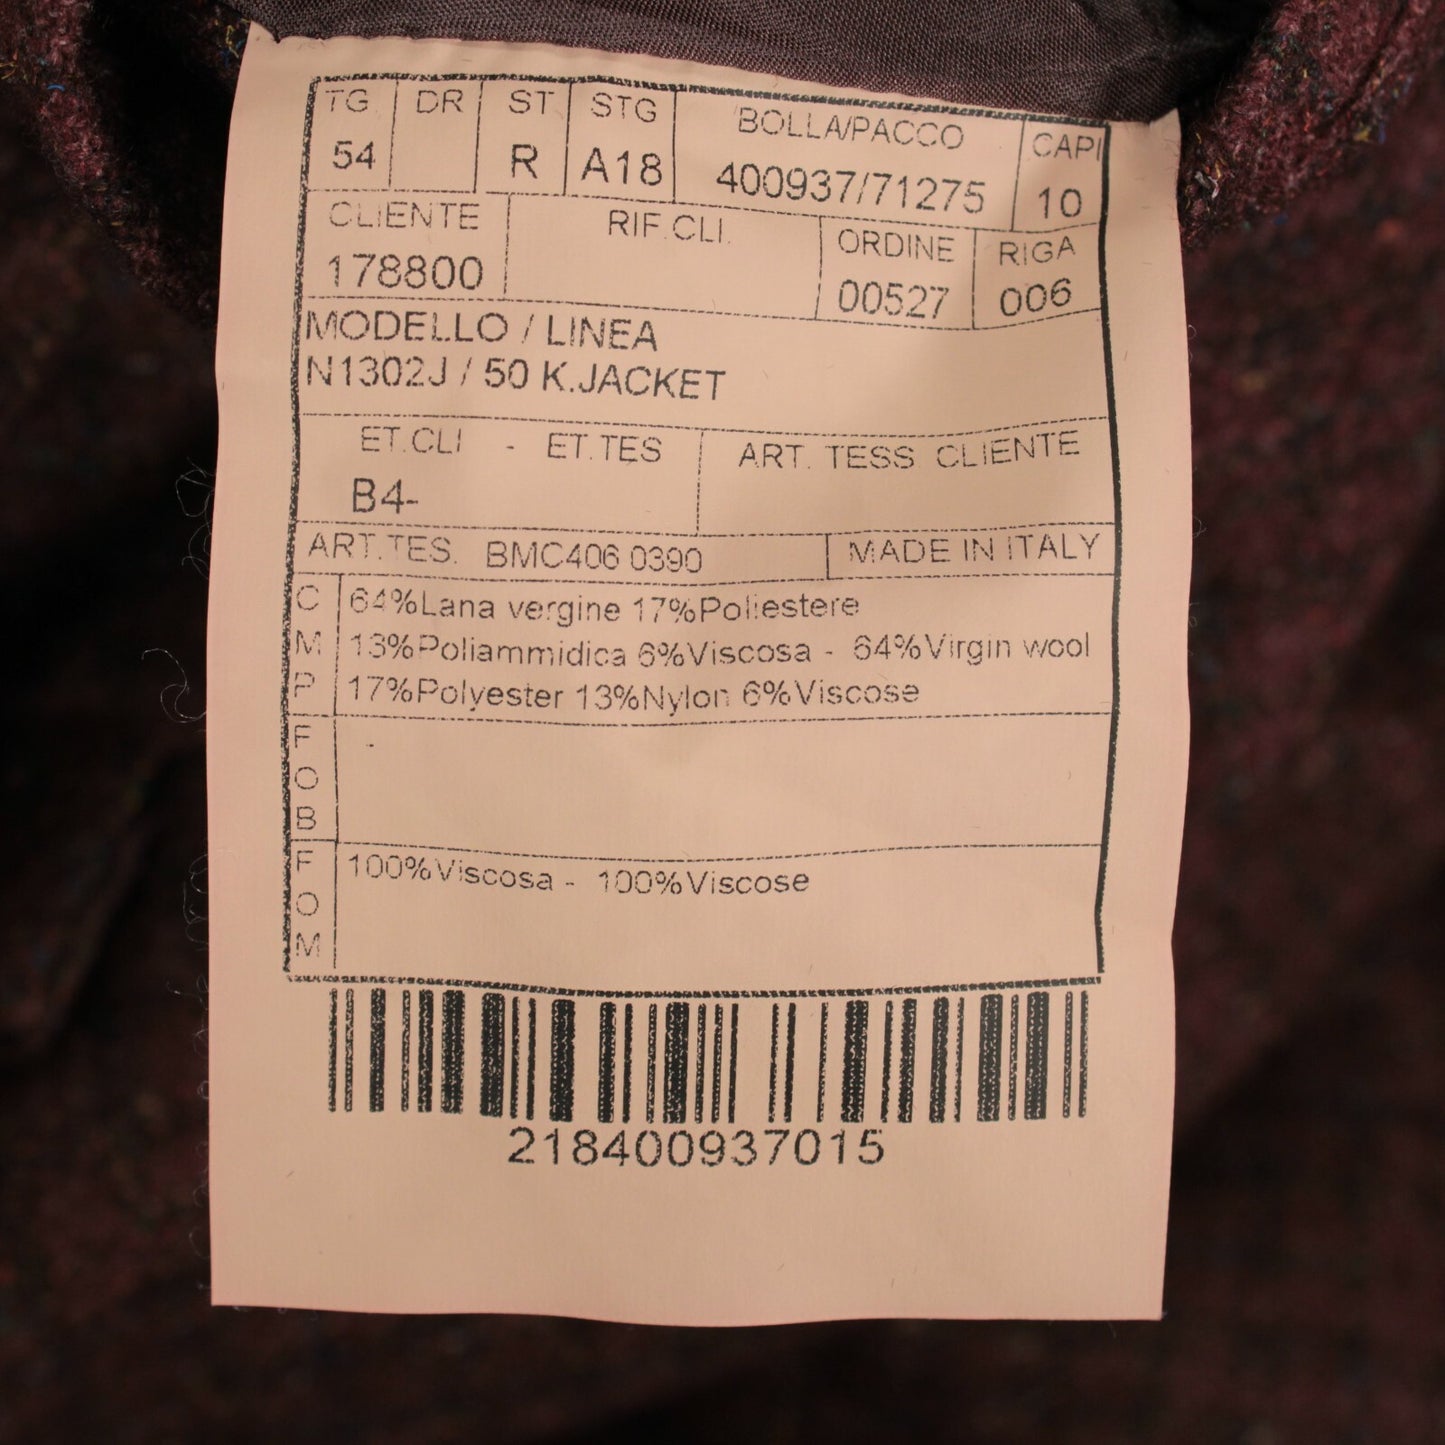 TG DR ST STG BOLLA/PACCO CAPI
54 R A18 400937/71275 10
CLIENTE RIF.CLI. ORDINE RIGA
178800 00527 006
MODELLO / LINEA
N1302J / 50 K.JACKET
ET.CLI - ET.TES ART. TESS CLIENTE
B4-
ART.TES. BMC406 0390 MADE IN ITALY
C 64%Lana vergine 17%Poliestere
M 13%Poliammidica 6%Viscosa - 64%Virgin wool
P 17%Polyester 13%Nylon 6%Viscose
F -
O
B
F 100%Viscosa - 100%Viscose
O
M
218400937015